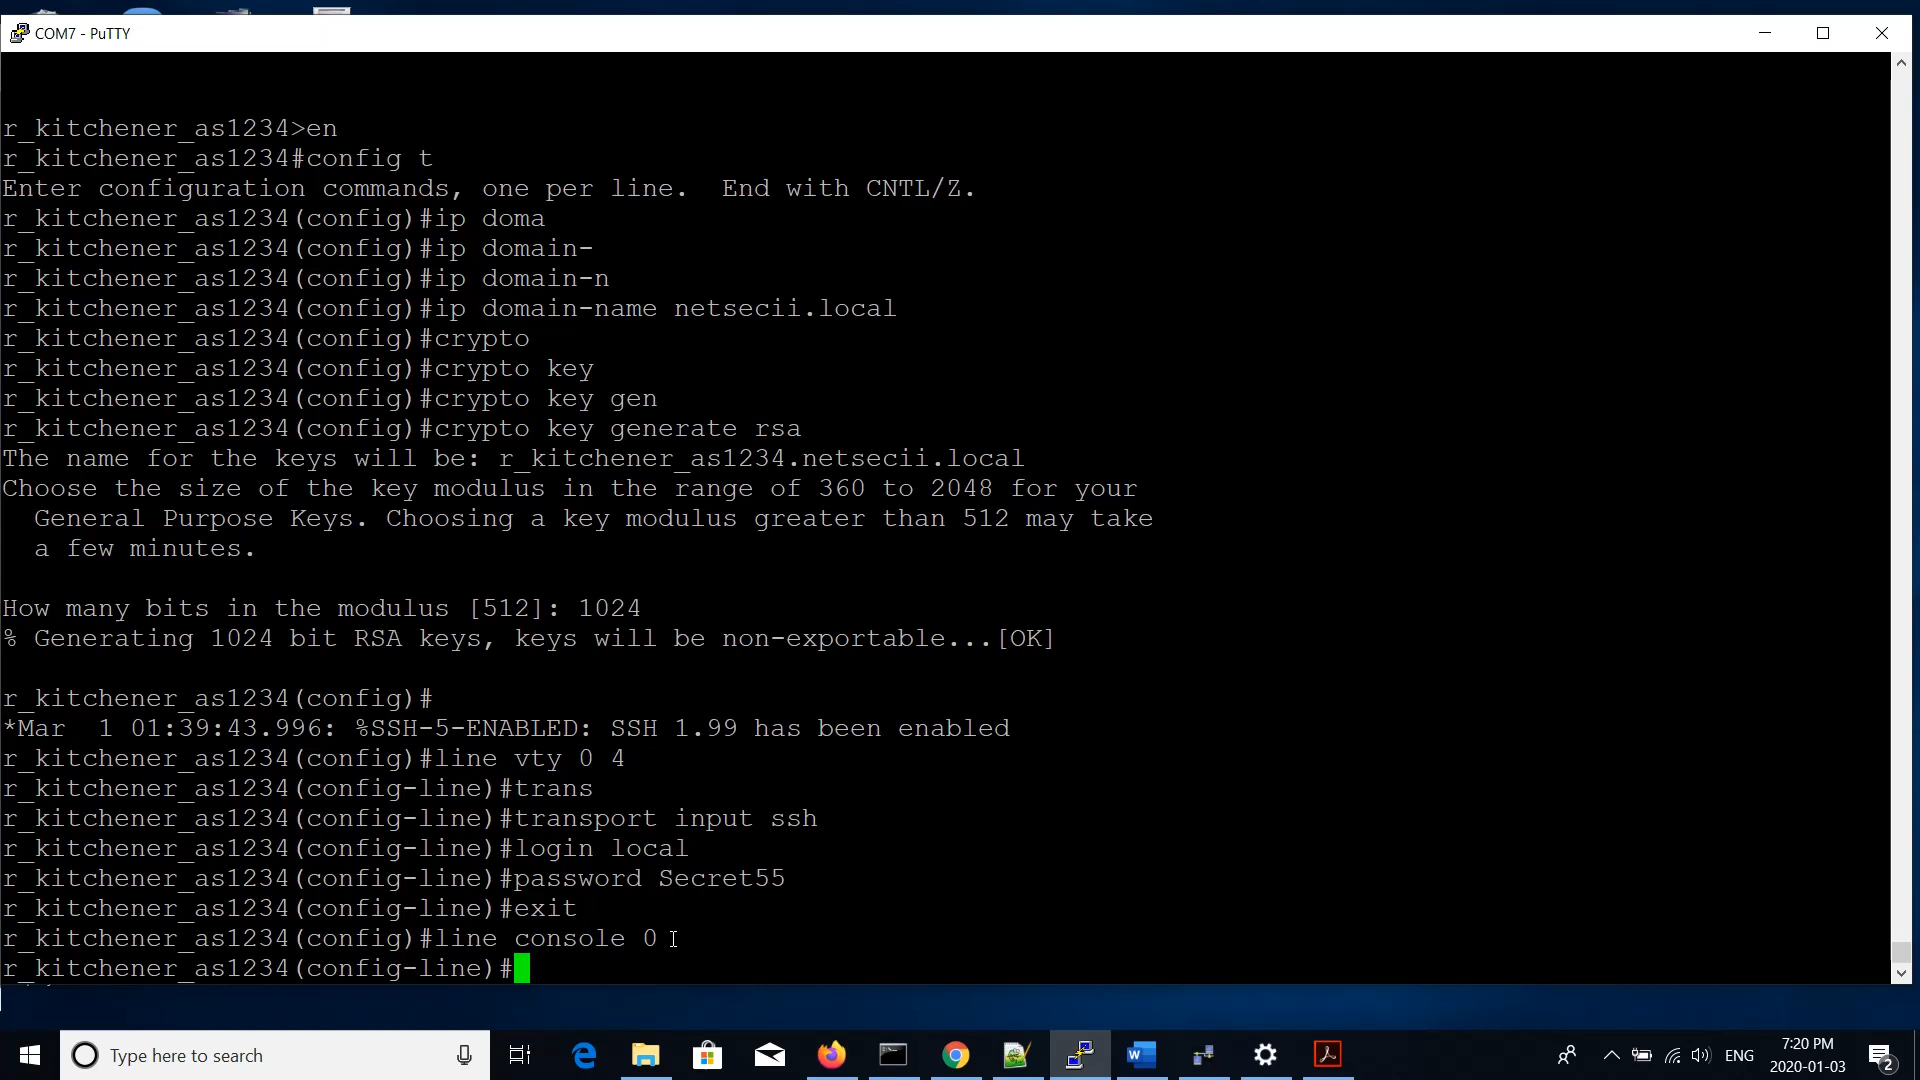 COM7 - PuTTY
r_kitchener_as1234>en
r_kitchener_as1234#config t
Enter configuration commands, one per line.  End with CNTL/Z.
r_kitchener_as1234(config)#ip doma
r_kitchener_as1234(config)#ip domain-
r_kitchener_as1234(config)#ip domain-n
r_kitchener_as1234(config)#ip domain-name netsecii.local
r_kitchener_as1234(config)#crypto
r_kitchener_as1234(config)#crypto key
r_kitchener_as1234(config)#crypto key gen
r_kitchener_as1234(config)#crypto key generate rsa
The name for the keys will be: r_kitchener_as1234.netsecii.local
Choose the size of the key modulus in the range of 360 to 2048 for your
  General Purpose Keys. Choosing a key modulus greater than 512 may take
  a few minutes.
How many bits in the modulus [512]: 1024
% Generating 1024 bit RSA keys, keys will be non-exportable...[OK]
r_kitchener_as1234(config)#
*Mar  1 01:39:43.996: %SSH-5-ENABLED: SSH 1.99 has been enabled
r_kitchener_as1234(config)#line vty 0 4
r_kitchener_as1234(config-line)#trans
r_kitchener_as1234(config-line)#transport input ssh
r_kitchener_as1234(config-line)#login local
r_kitchener_as1234(config-line)#password Secret55
r_kitchener_as1234(config-line)#exit
r_kitchener_as1234(config)#line console 0
r_kitchener_as1234(config-line)#
Type here to search
ENG
7:20 PM
2020-01-03
2